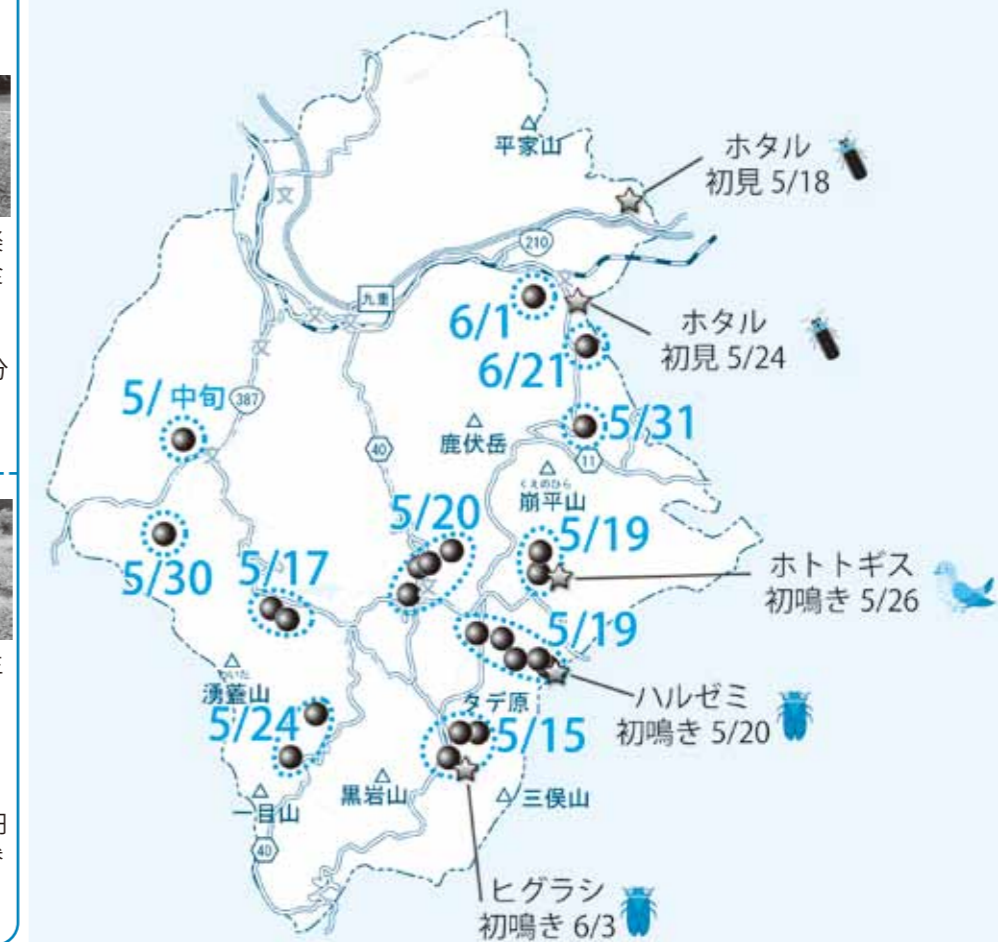 平家山
ホタル
初見 5/18
210
九重
6/1
ホタル
初見 5/24
6/21
5/ 中旬
387
鹿伏岳
5/31
40
11
くえのひら
崩平山
5/20
5/19
5/30
5/17
ホトトギス
初鳴き 5/26
5/19
湧蓋山
タデ原
ハルゼミ
初鳴き 5/20
5/24
5/15
黒岩山
三俣山
一目山
40
ヒグラシ
初鳴き 6/3
分